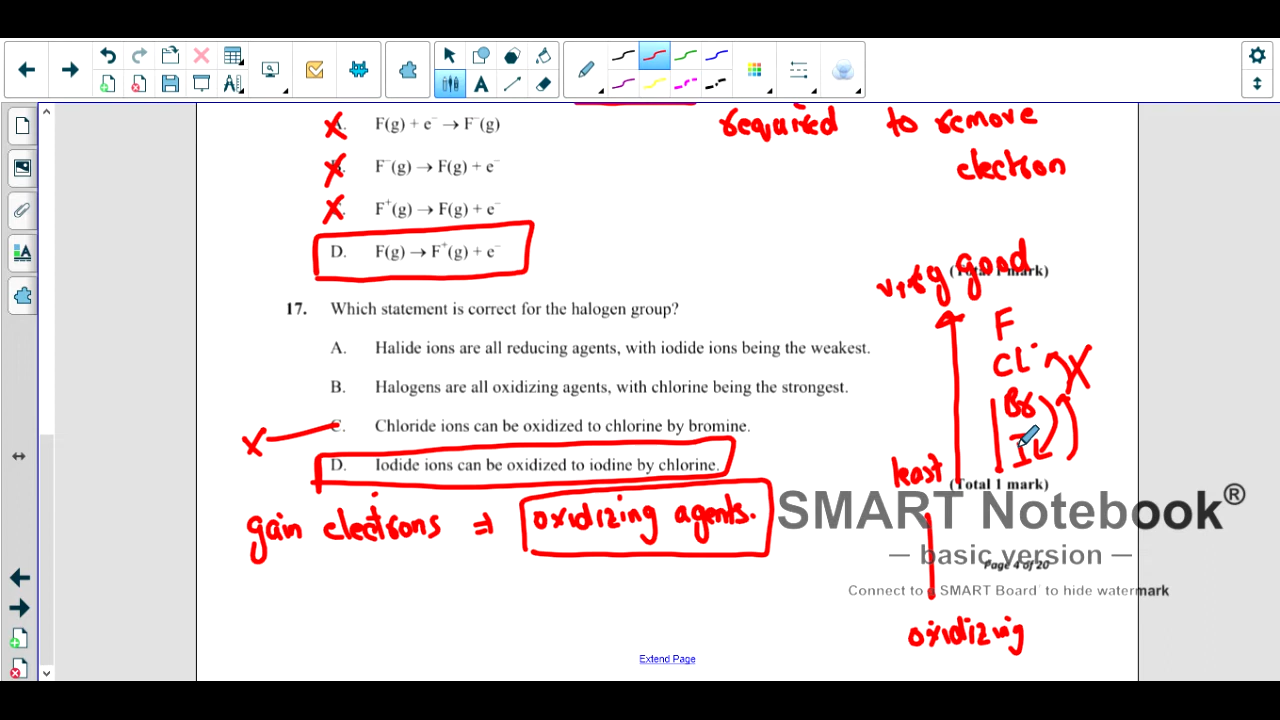 required to remove
electron
A. F(g) + e⁻ → F⁻(g)
F⁻(g) → F(g) + e⁻
F⁺(g) → F(g) + e⁻
D. F(g) → F⁺(g) + e⁻
very good
(Total 1 mark)
17. Which statement is correct for the halogen group?
A. Halide ions are all reducing agents, with iodide ions being the weakest.
B. Halogens are all oxidizing agents, with chlorine being the strongest.
C. Chloride ions can be oxidized to chlorine by bromine.
D. Iodide ions can be oxidized to iodine by chlorine.
F
Cl
Br
I
least
(Total 1 mark)
gain electrons ⇒ oxidizing agents.
SMART Notebook®
— basic version —
Page 4 of 20
Connect to a SMART Board® to hide watermark
oxidizing
Extend Page